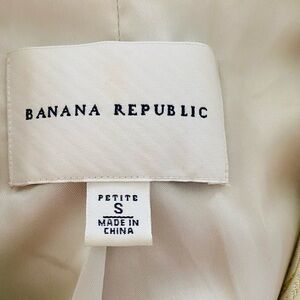 BANANA REPUBLIC
PETITE
S
MADE IN
CHINA